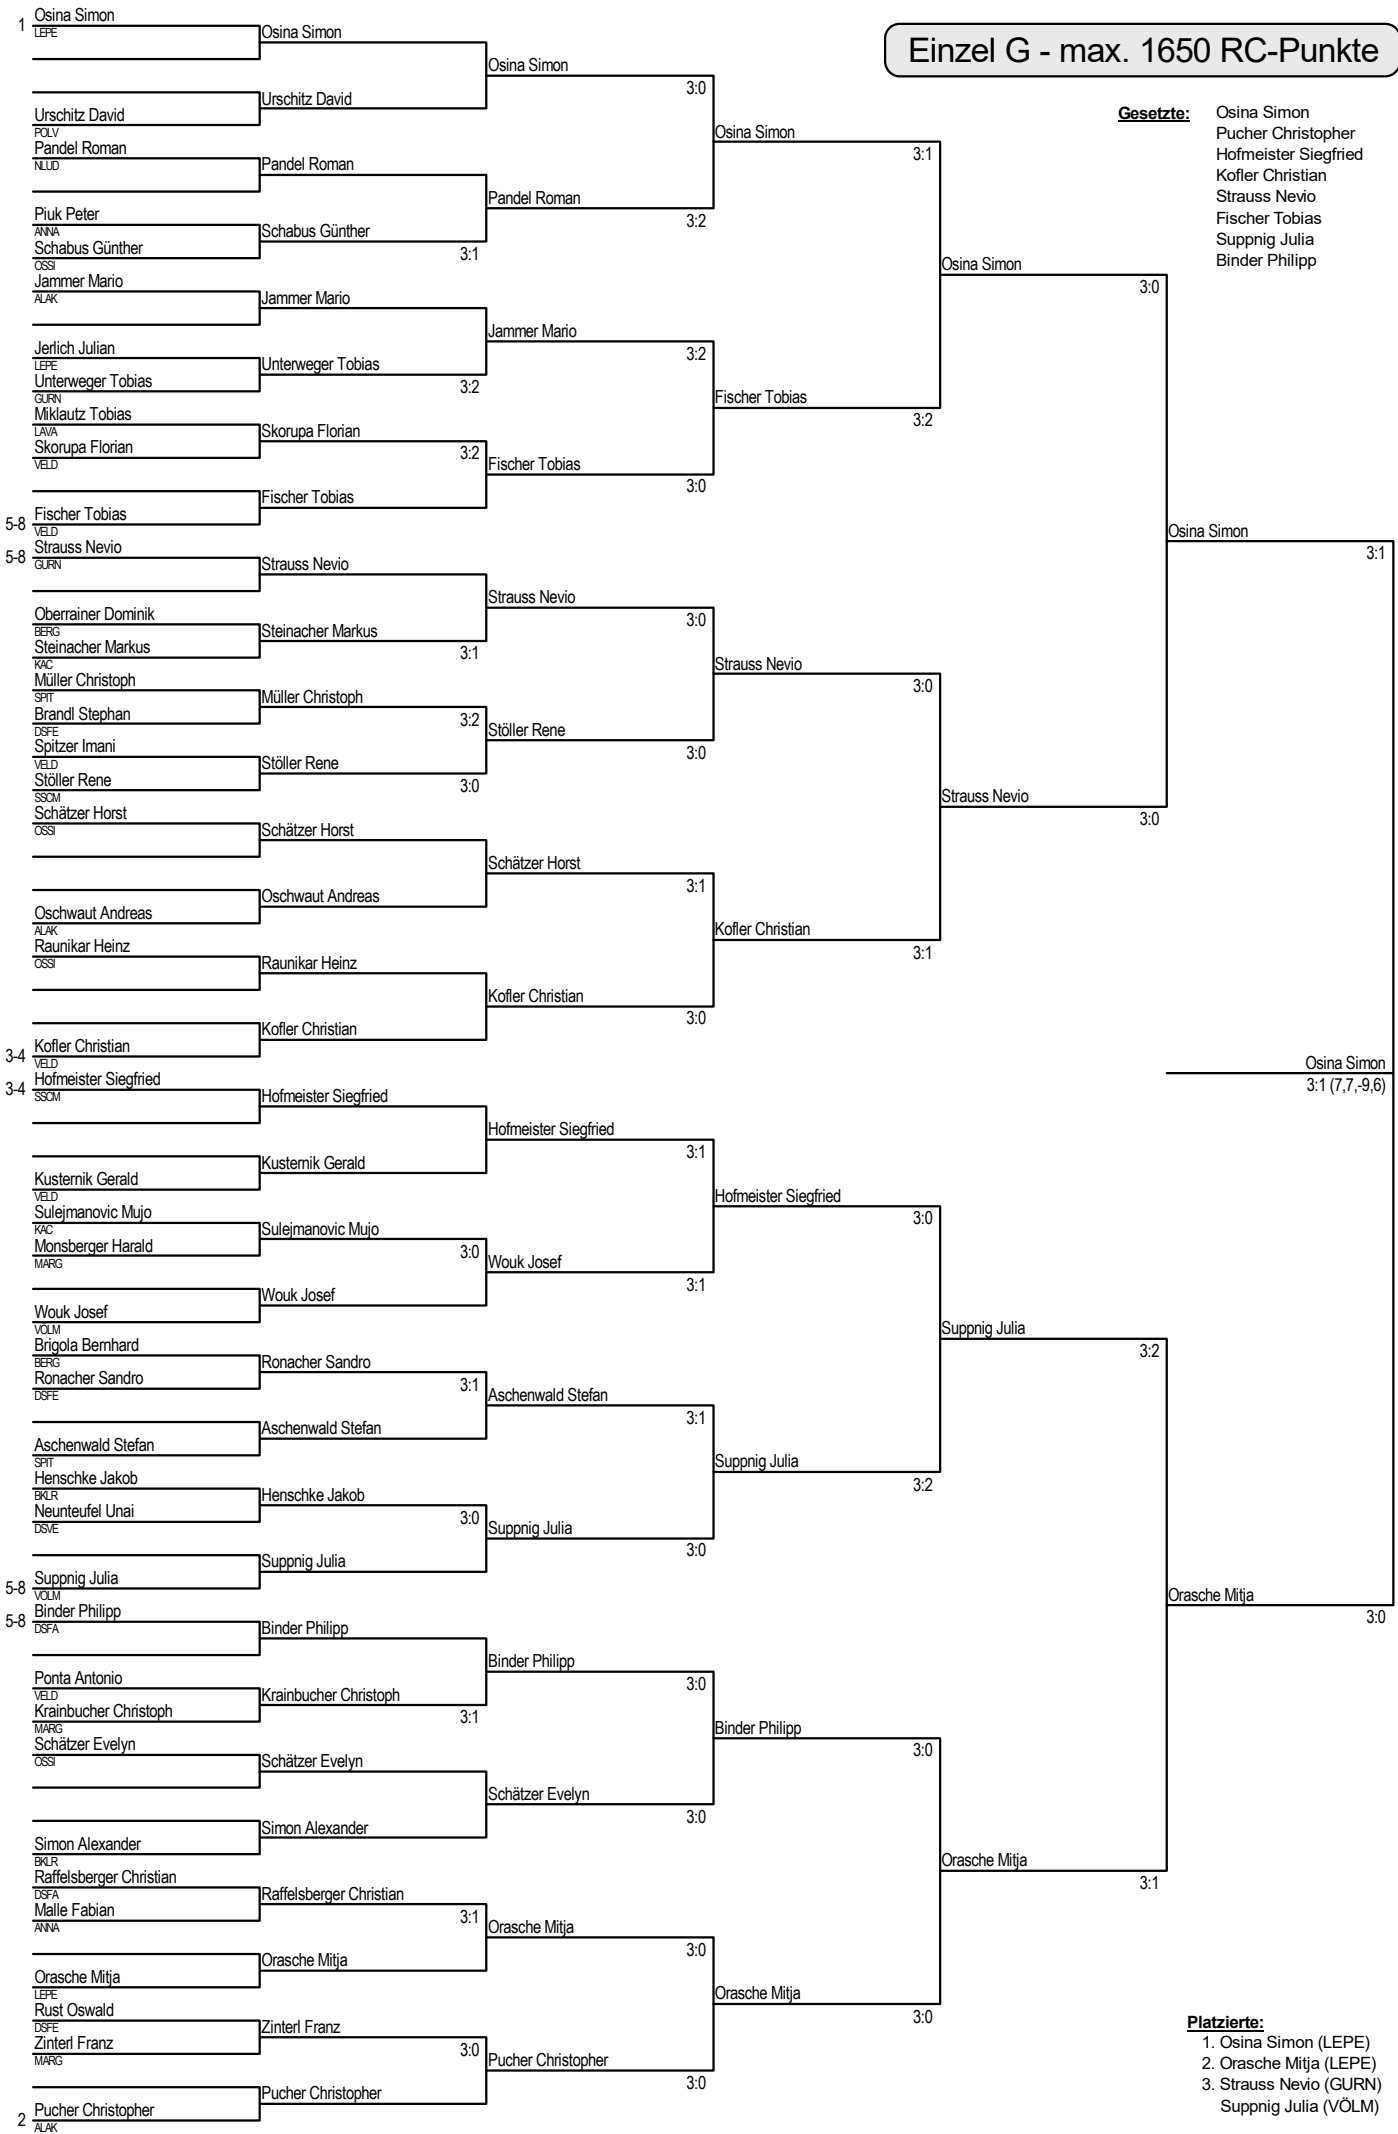 Einzel G - max. 1650 RC-Punkte
Gesetzte:
Osina Simon
Pucher Christopher
Hofmeister Siegfried
Kofler Christian
Strauss Nevio
Fischer Tobias
Suppnig Julia
Binder Philipp
1
Osina Simon
LEPE
Urschitz David
POLV
Pandel Roman
NLUD
Piuk Peter
ANNA
Schabus Günther
OSSI
Jammer Mario
ALAK
Jerlich Julian
LEPE
Unterweger Tobias
GURN
Miklautz Tobias
LAVA
Skorupa Florian
VELD
5-8
Fischer Tobias
VELD
5-8
Strauss Nevio
GURN
Oberrainer Dominik
BERG
Steinacher Markus
KAC
Müller Christoph
SPIT
Brandl Stephan
DSFE
Spitzer Imani
VELD
Stöller Rene
SSCM
Schätzer Horst
OSSI
Oschwaut Andreas
ALAK
Raunikar Heinz
OSSI
3-4
Kofler Christian
VELD
3-4
Hofmeister Siegfried
SSCM
Kusternik Gerald
VELD
Sulejmanovic Mujo
KAC
Monsberger Harald
MARG
Wouk Josef
VÖLM
Brigola Bernhard
BERG
Ronacher Sandro
DSFE
Aschenwald Stefan
SPIT
Henschke Jakob
BKLR
Neunteufel Unai
DSVE
5-8
Suppnig Julia
VÖLM
5-8
Binder Philipp
DSFA
Ponta Antonio
VELD
Krainbucher Christoph
MARG
Schätzer Evelyn
OSSI
Simon Alexander
BKLR
Raffelsberger Christian
DSFA
Malle Fabian
ANNA
Orasche Mitja
LEPE
Rust Oswald
DSFE
Zinterl Franz
MARG
2
Pucher Christopher
ALAK
Osina Simon
Urschitz David
Pandel Roman
Schabus Günther
3:1
Jammer Mario
Unterweger Tobias
3:2
Skorupa Florian
3:2
Fischer Tobias
Strauss Nevio
Steinacher Markus
3:1
Müller Christoph
3:2
Stöller Rene
3:0
Schätzer Horst
Oschwaut Andreas
Raunikar Heinz
Kofler Christian
Hofmeister Siegfried
Kusternik Gerald
Sulejmanovic Mujo
3:0
Wouk Josef
Ronacher Sandro
3:1
Aschenwald Stefan
Henschke Jakob
3:0
Suppnig Julia
Binder Philipp
Krainbucher Christoph
3:1
Schätzer Evelyn
Simon Alexander
Raffelsberger Christian
3:1
Orasche Mitja
Zinterl Franz
3:0
Pucher Christopher
Osina Simon
3:0
Pandel Roman
3:2
Jammer Mario
3:2
Fischer Tobias
3:0
Strauss Nevio
3:0
Stöller Rene
3:0
Schätzer Horst
3:1
Kofler Christian
3:0
Hofmeister Siegfried
3:1
Wouk Josef
3:1
Aschenwald Stefan
3:1
Suppnig Julia
3:0
Binder Philipp
3:0
Schätzer Evelyn
3:0
Orasche Mitja
3:0
Pucher Christopher
3:0
Osina Simon
3:1
Fischer Tobias
3:2
Strauss Nevio
3:0
Kofler Christian
3:1
Hofmeister Siegfried
3:0
Suppnig Julia
3:2
Binder Philipp
3:0
Orasche Mitja
3:0
Osina Simon
3:0
Strauss Nevio
3:0
Suppnig Julia
3:2
Orasche Mitja
3:1
Osina Simon
3:1
Orasche Mitja
3:0
Osina Simon
3:1 (7,7,-9,6)
Platzierte:
1. Osina Simon (LEPE)
2. Orasche Mitja (LEPE)
3. Strauss Nevio (GURN)
Suppnig Julia (VÖLM)